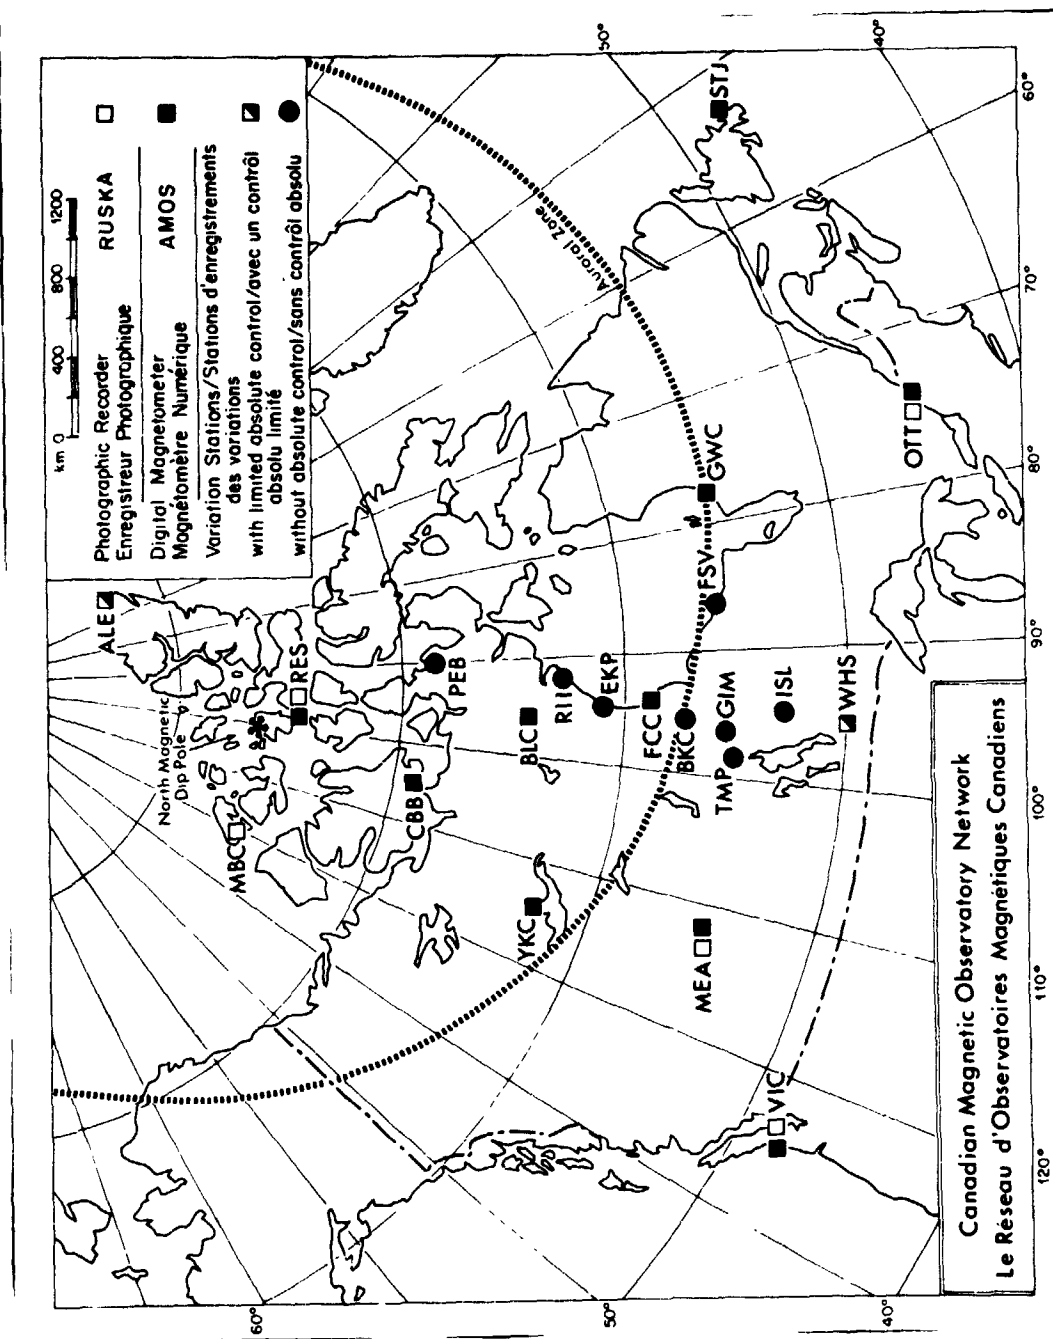 km 0 400 800 1200
Photographic Recorder RUSKA
Enregistreur Photographique
Digital Magnetometer AMOS
Magnétomètre Numérique
Variation Stations/Stations d'enregistrements
des variations
with limited absolute control/avec un contrôl
absolu limité
without absolute control/sans contrôl absolu
ALE
North Magnetic
Dip Pole
RES
MBC
PEB
CBB
BLC
RII
EKP
FCC
BKC
YKC
FSV
GWC
GIM
TMP
ISL
WHS
MEA
VIC
OTT
STJ
Auroral Zone
50°
40°
60°
70°
80°
90°
100°
110°
120°
60°
50°
40°
Canadian Magnetic Observatory Network
Le Réseau d'Observatoires Magnétiques Canadiens